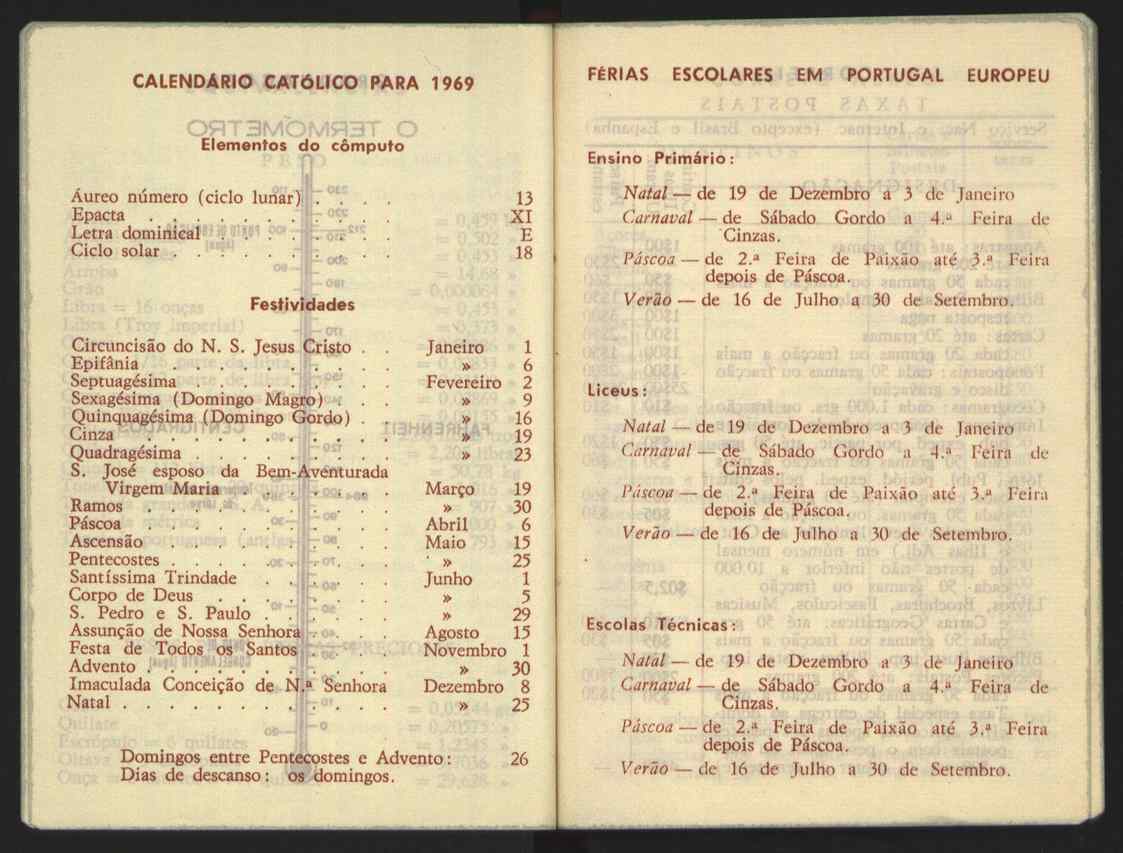 CALENDÁRIO CATÓLICO PARA 1969
Elementos do cômputo
Áureo número (ciclo lunar) . . . . 13
Epacta . . . . . . . . . . XI
Letra dominical . . . . . . . . E
Ciclo solar . . . . . . . . . 18
Festividades
Circuncisão do N. S. Jesus Cristo . . Janeiro 1
Epifânia . . . . . . . . . . » 6
Septuagésima . . . . . . . . Fevereiro 2
Sexagésima (Domingo Magro) . . . » 9
Quinquagésima (Domingo Gordo) . . » 16
Cinza . . . . . . . . . . » 19
Quadragésima . . . . . . . . » 23
S. José esposo da Bem-Aventurada
Virgem Maria . . . . . . Março 19
Ramos . . . . . . . . . . » 30
Páscoa . . . . . . . . . Abril 6
Ascensão . . . . . . . . . Maio 15
Pentecostes . . . . . . . . . » 25
Santíssima Trindade . . . . . Junho 1
Corpo de Deus . . . . . . . » 5
S. Pedro e S. Paulo . . . . . . » 29
Assunção de Nossa Senhora . . . . Agosto 15
Festa de Todos os Santos . . . . Novembro 1
Advento . . . . . . . . . . » 30
Imaculada Conceição de N.ª Senhora Dezembro 8
Natal . . . . . . . . . . . » 25
Domingos entre Pentecostes e Advento: 26
Dias de descanso: os domingos.
FÉRIAS ESCOLARES EM PORTUGAL EUROPEU
Ensino Primário:
Natal — de 19 de Dezembro a 3 de Janeiro
Carnaval — de Sábado Gordo a 4.ª Feira de
Cinzas.
Páscoa — de 2.ª Feira de Paixão até 3.ª Feira
depois de Páscoa.
Verão — de 16 de Julho a 30 de Setembro.
Liceus:
Natal — de 19 de Dezembro a 3 de Janeiro
Carnaval — de Sábado Gordo a 4.ª Feira de
Cinzas.
Páscoa — de 2.ª Feira de Paixão até 3.ª Feira
depois de Páscoa.
Verão — de 16 de Julho a 30 de Setembro.
Escolas Técnicas:
Natal — de 19 de Dezembro a 3 de Janeiro
Carnaval — de Sábado Gordo a 4.ª Feira de
Cinzas.
Páscoa — de 2.ª Feira de Paixão até 3.ª Feira
depois de Páscoa.
Verão — de 16 de Julho a 30 de Setembro.